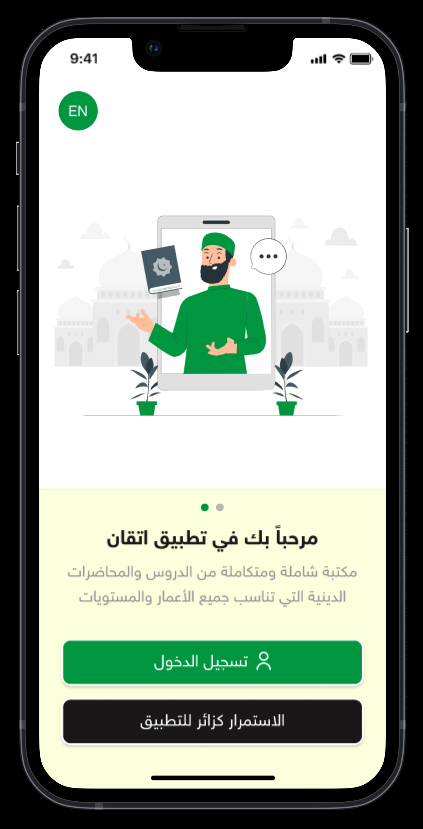 9:41
EN
مرحباً بك في تطبيق اتقان
مكتبة شاملة ومتكاملة من الدروس والمحاضرات
الدينية التي تناسب جميع الأعمار والمستويات
تسجيل الدخول
الاستمرار كزائر للتطبيق